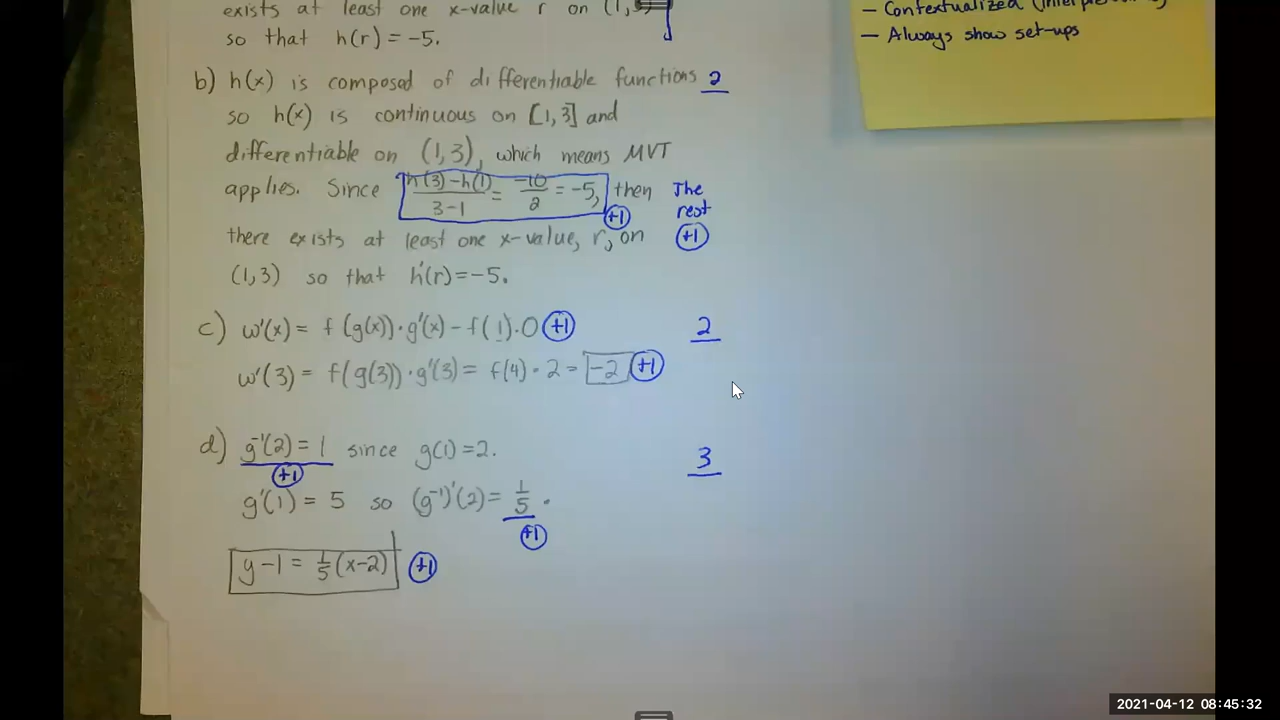 exists at least one x-value r on (1,3)
so that h(r) = -5.
— Contextualized
— Always show set-ups
b) h(x) is composed of differentiable functions 2
so h(x) is continuous on [1,3] and
differentiable on (1,3), which means MVT
applies. Since h(3)-h(1)/3-1 = -10/2 = -5, then
+1
The
rest
+1
there exists at least one x-value, r, on
(1,3) so that h'(r) = -5.
c) w'(x) = f(g(x))·g'(x) - f(1)·0 +1 2
w'(3) = f(g(3))·g'(3) = f(4)·2 = -2 +1
d) g⁻¹(2) = 1 since g(1) = 2. 3
+1
g'(1) = 5 so (g⁻¹)'(2) = 1/5.
+1
y-1 = 1/5(x-2) +1
2021-04-12 08:45:32